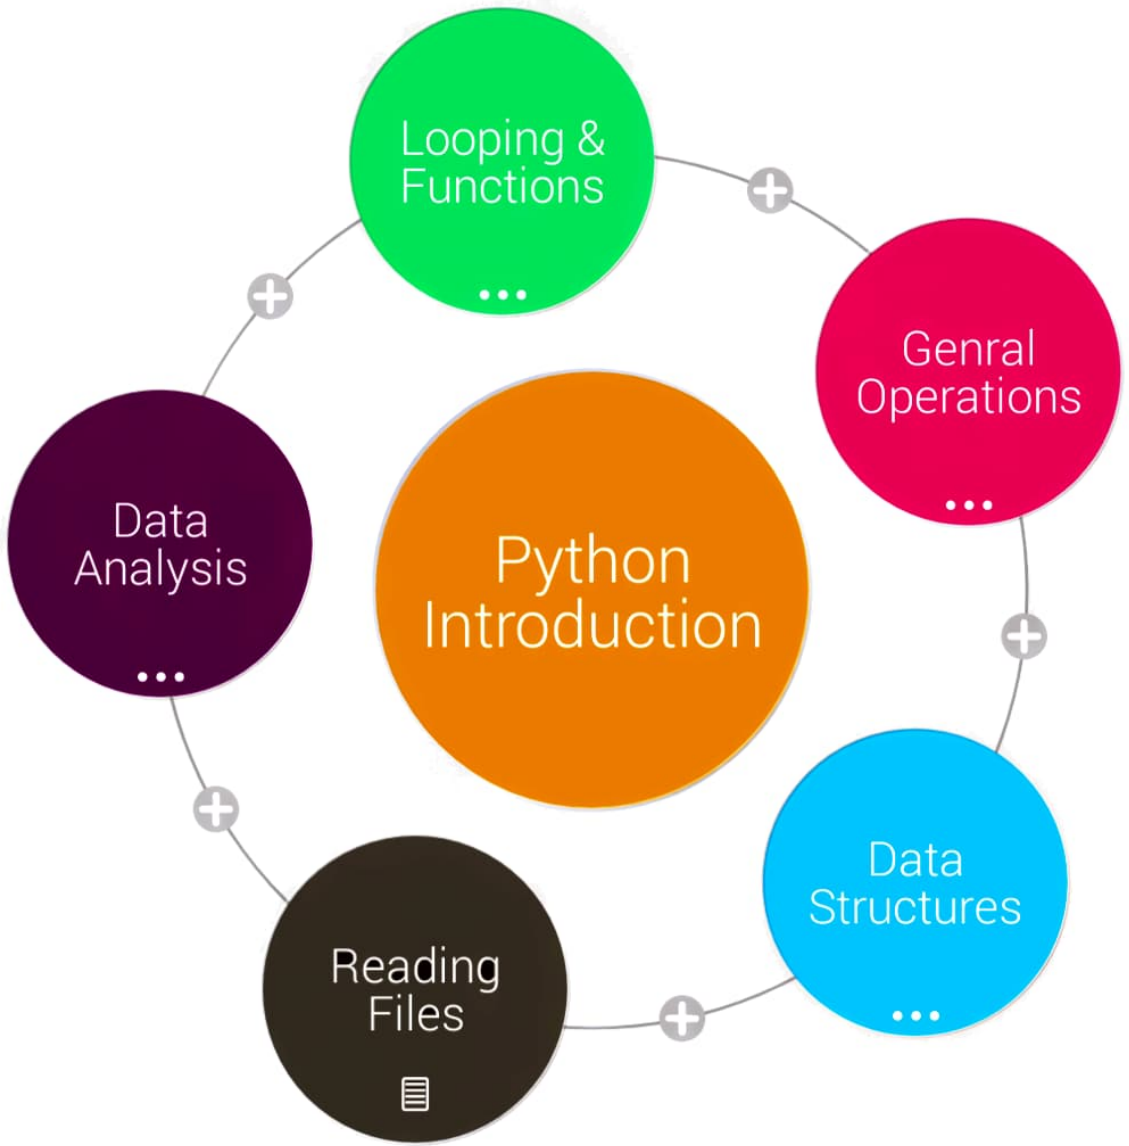 Looping &
Functions
Genral
Operations
Data
Analysis
Python
Introduction
Data
Structures
Reading
Files